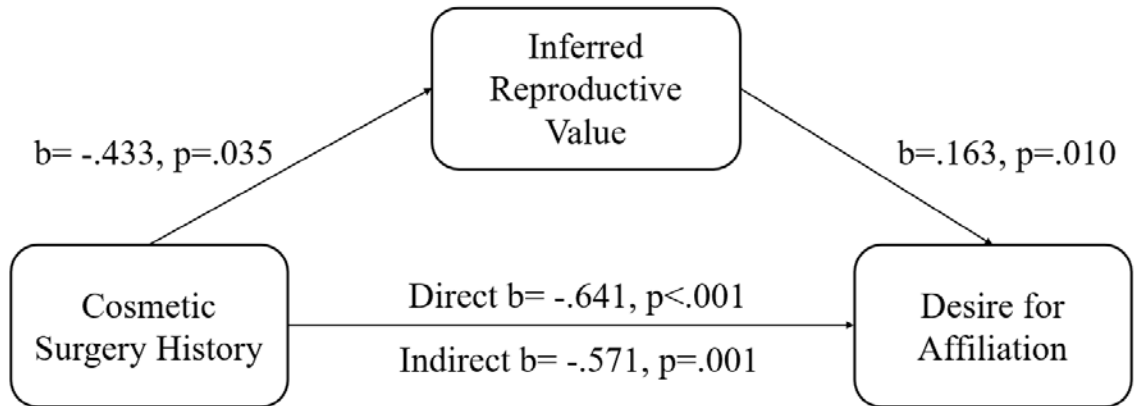 Inferred
Reproductive
Value
b= -.433, p=.035
b=.163, p=.010
Cosmetic
Surgery History
Direct b= -.641, p<.001
Indirect b= -.571, p=.001
Desire for
Affiliation